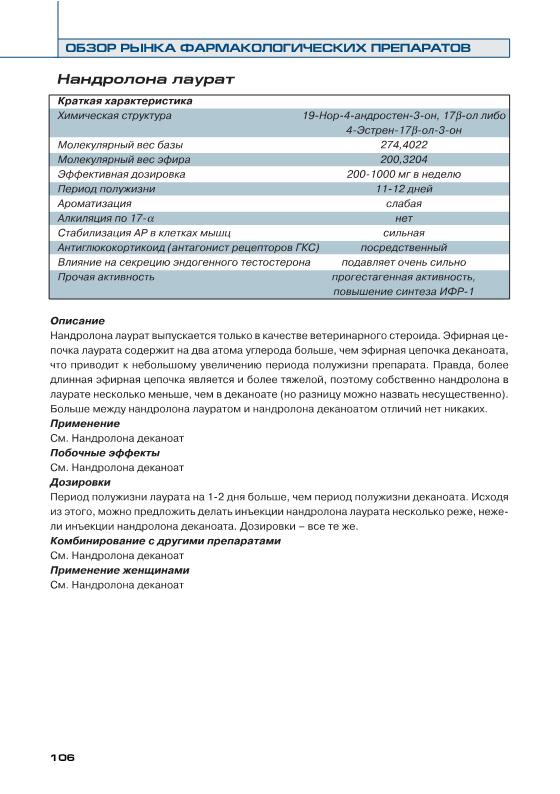 ОБЗОР РЫНКА ФАРМАКОЛОГИЧЕСКИХ ПРЕПАРАТОВ
Нандролона лаурат
Краткая характеристика
Химическая структура 19-Нор-4-андростен-3-он, 17β-ол либо
4-Эстрен-17β-ол-3-он
Молекулярный вес базы 274,4022
Молекулярный вес эфира 200,3204
Эффективная дозировка 200-1000 мг в неделю
Период полужизни 11-12 дней
Ароматизация слабая
Алкиляция по 17-α нет
Стабилизация АР в клетках мышц сильная
Антиглюкокортикоид (антагонист рецепторов ГКС) посредственный
Влияние на секрецию эндогенного тестостерона подавляет очень сильно
Прочая активность прогестагенная активность,
повышение синтеза ИФР-1
Описание
Нандролона лаурат выпускается только в качестве ветеринарного стероида. Эфирная це-
почка лаурата содержит на два атома углерода больше, чем эфирная цепочка деканоата,
что приводит к небольшому увеличению периода полужизни препарата. Правда, более
длинная эфирная цепочка является и более тяжелой, поэтому собственно нандролона в
лаурате несколько меньше, чем в деканоате (но разницу можно назвать несущественно).
Больше между нандролона лауратом и нандролона деканоатом отличий нет никаких.
Применение
См. Нандролона деканоат
Побочные эффекты
См. Нандролона деканоат
Дозировки
Период полужизни лаурата на 1-2 дня больше, чем период полужизни деканоата. Исходя
из этого, можно предложить делать инъекции нандролона лаурата несколько реже, неже-
ли инъекции нандролона деканоата. Дозировки – все те же.
Комбинирование с другими препаратами
См. Нандролона деканоат
Применение женщинами
См. Нандролона деканоат
106